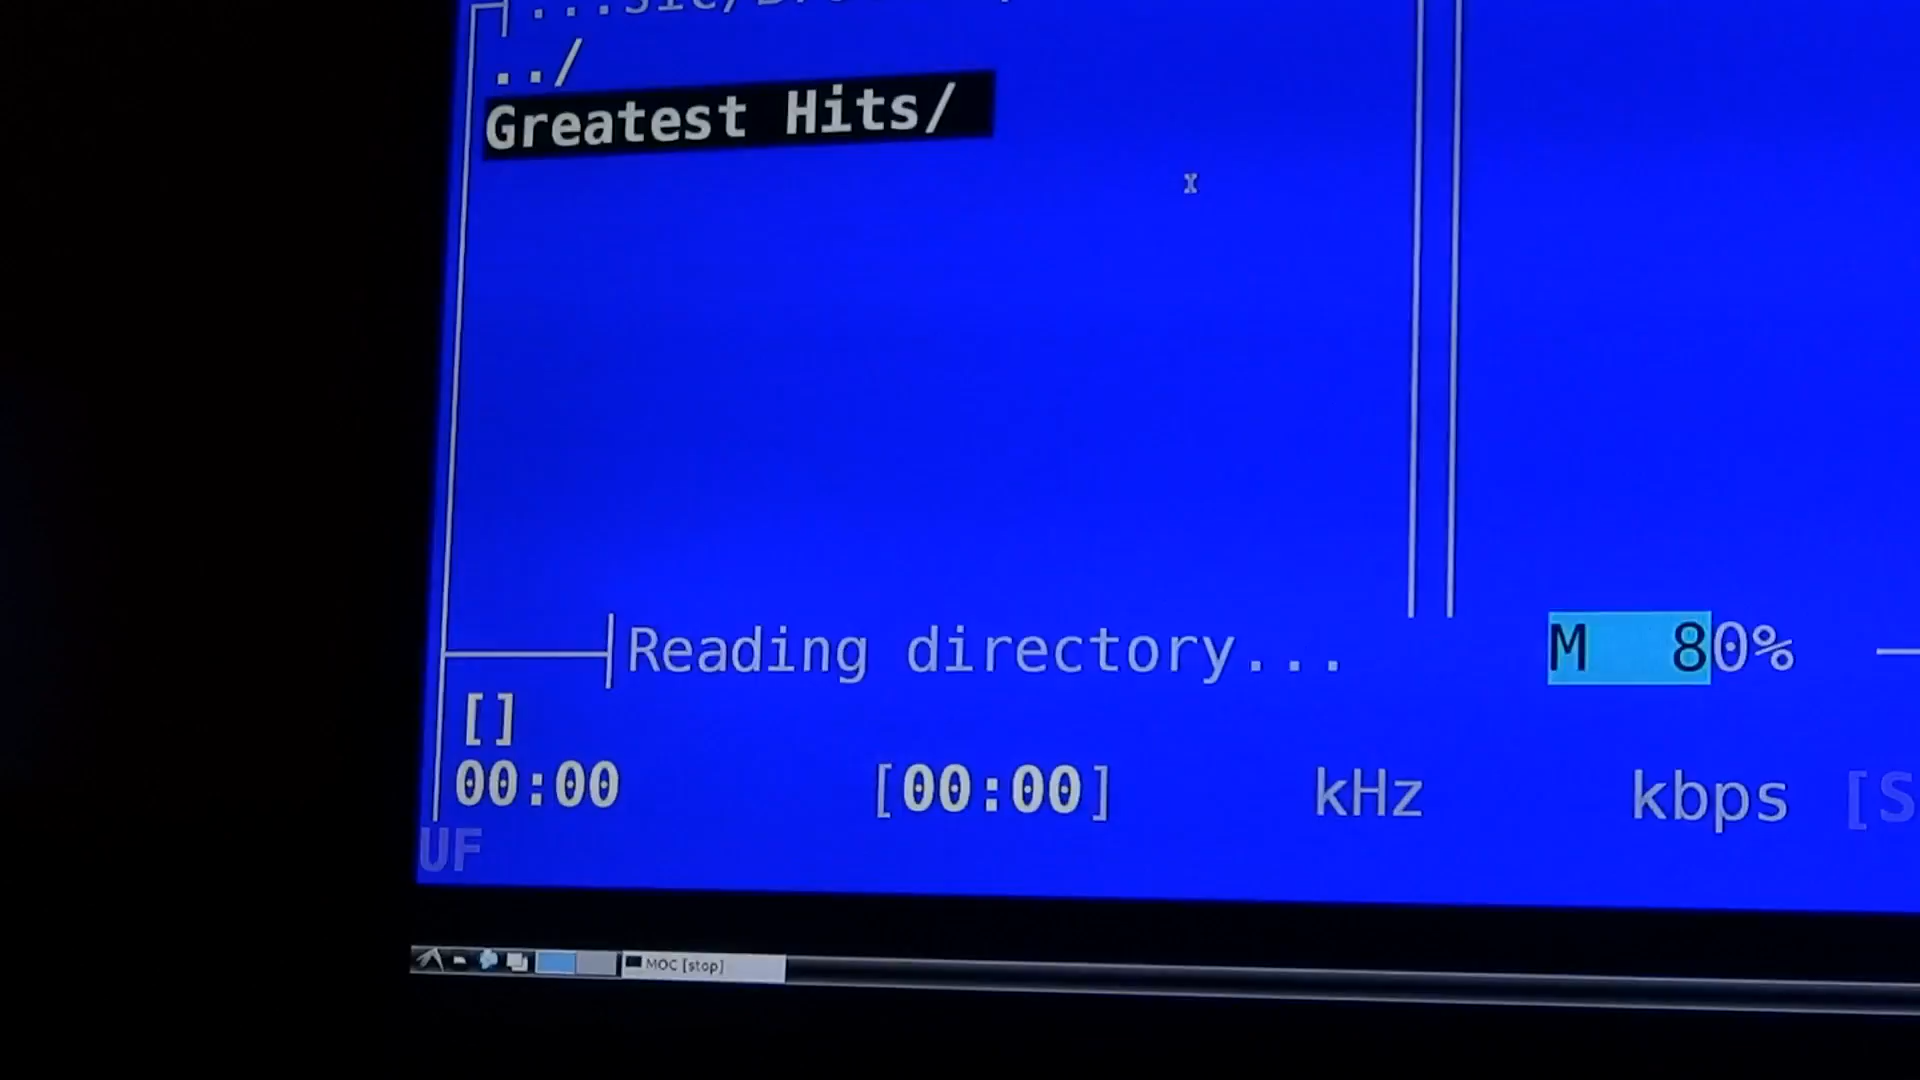 ../
Greatest Hits/
Reading directory... M 80%
[]
00:00 [00:00] kHz kbps [S
UF
MOC [stop]